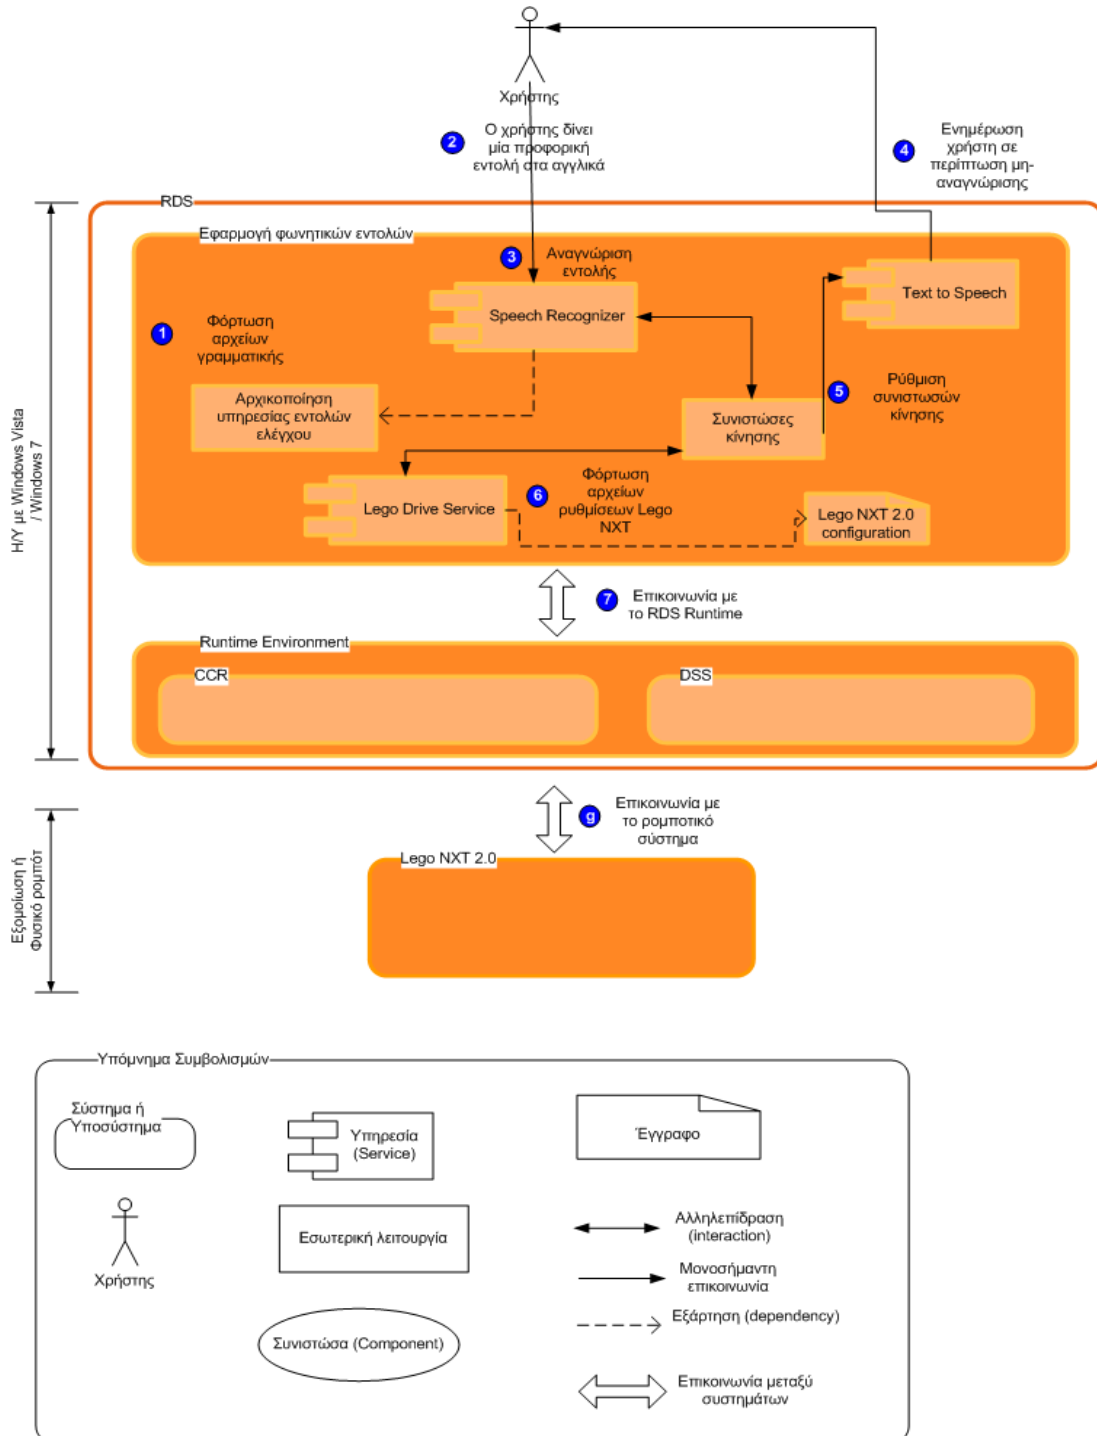 Χρήστης
2
Ο χρήστης δίνει
μία προφορική
εντολή στα αγγλικά
4
Ενημέρωση
χρήστη σε
περίπτωση μη-
αναγνώρισης
RDS
Εφαρμογή φωνητικών εντολών
3
Αναγνώριση
εντολής
Speech Recognizer
Text to Speech
1
Φόρτωση
αρχείων
γραμματικής
Αρχικοποίηση
υπηρεσίας εντολών
ελέγχου
5
Ρύθμιση
συνιστωσών
κίνησης
Συνιστώσες
κίνησης
Lego Drive Service
6
Φόρτωση
αρχείων
ρυθμίσεων Lego
NXT
Lego NXT 2.0
configuration
Η/Υ με Windows Vista
/ Windows 7
7
Επικοινωνία με
το RDS Runtime
Runtime Environment
CCR
DSS
g
Επικοινωνία με
το ρομποτικό
σύστημα
Lego NXT 2.0
Εξομοίωση ή
Φυσικό ρομπότ
Υπόμνημα Συμβολισμών
Σύστημα ή
Υποσύστημα
Υπηρεσία
(Service)
Έγγραφο
Χρήστης
Εσωτερική λειτουργία
Αλληλεπίδραση
(interaction)
Μονοσήμαντη
επικοινωνία
Εξάρτηση (dependency)
Συνιστώσα (Component)
Επικοινωνία μεταξύ
συστημάτων